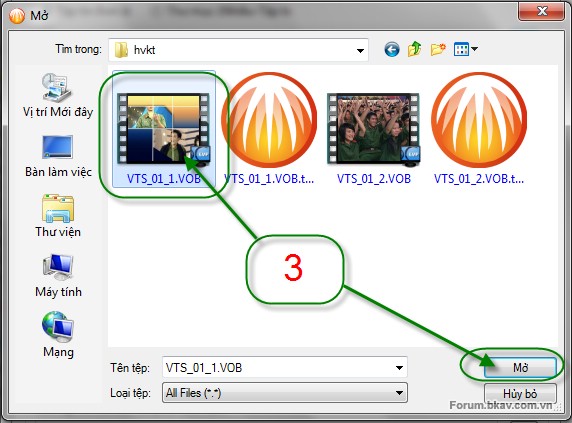 Mở
Tìm trong:
hvkt
Vị trí Mới đây
Bàn làm việc
Thư viện
Máy tính
Mạng
VTS_01_1.VOB
VTS_01_1.VOB.t...
VTS_01_2.VOB
VTS_01_2.VOB.t...
3
Tên tệp:
VTS_01_1.VOB
Mở
Loại tệp:
All Files (*.*)
Hủy bỏ
Forum.bkav.com.vn